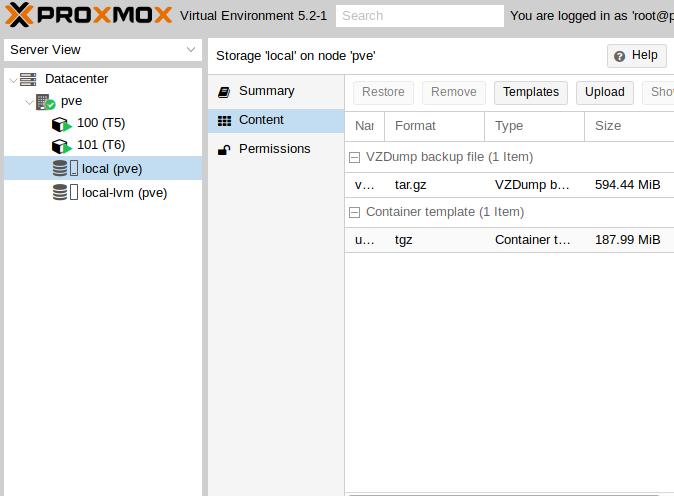 PROXMOX Virtual Environment 5.2-1 Search You are logged in as 'root@p
Server View
Datacenter
pve
100 (T5)
101 (T6)
local (pve)
local-lvm (pve)
Storage 'local' on node 'pve' Help
Summary
Content
Permissions
Restore Remove Templates Upload Sho
Nar Format Type Size
VZDump backup file (1 Item)
v... tar.gz VZDump b... 594.44 MiB
Container template (1 Item)
u... tgz Container t... 187.99 MiB